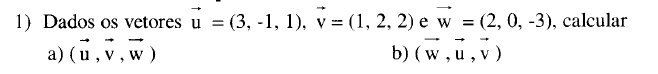 1) Dados os vetores u⃗ = (3, -1, 1), v⃗ = (1, 2, 2) e w⃗ = (2, 0, -3), calcular
a) (u⃗ , v⃗ , w⃗ ) b) (w⃗ , u⃗ , v⃗ )